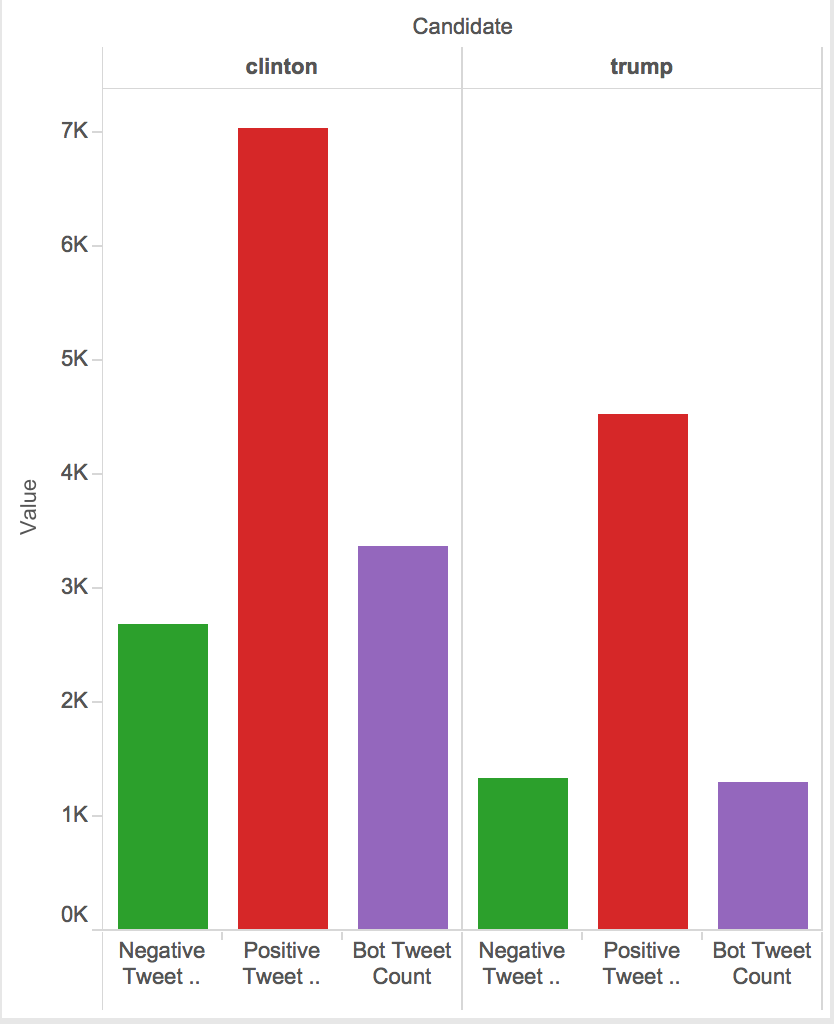 Candidate
clinton
trump
7K
6K
5K
4K
3K
2K
1K
0K
Value
Negative
Tweet ..
Positive
Tweet ..
Bot Tweet
Count
Negative
Tweet ..
Positive
Tweet ..
Bot Tweet
Count